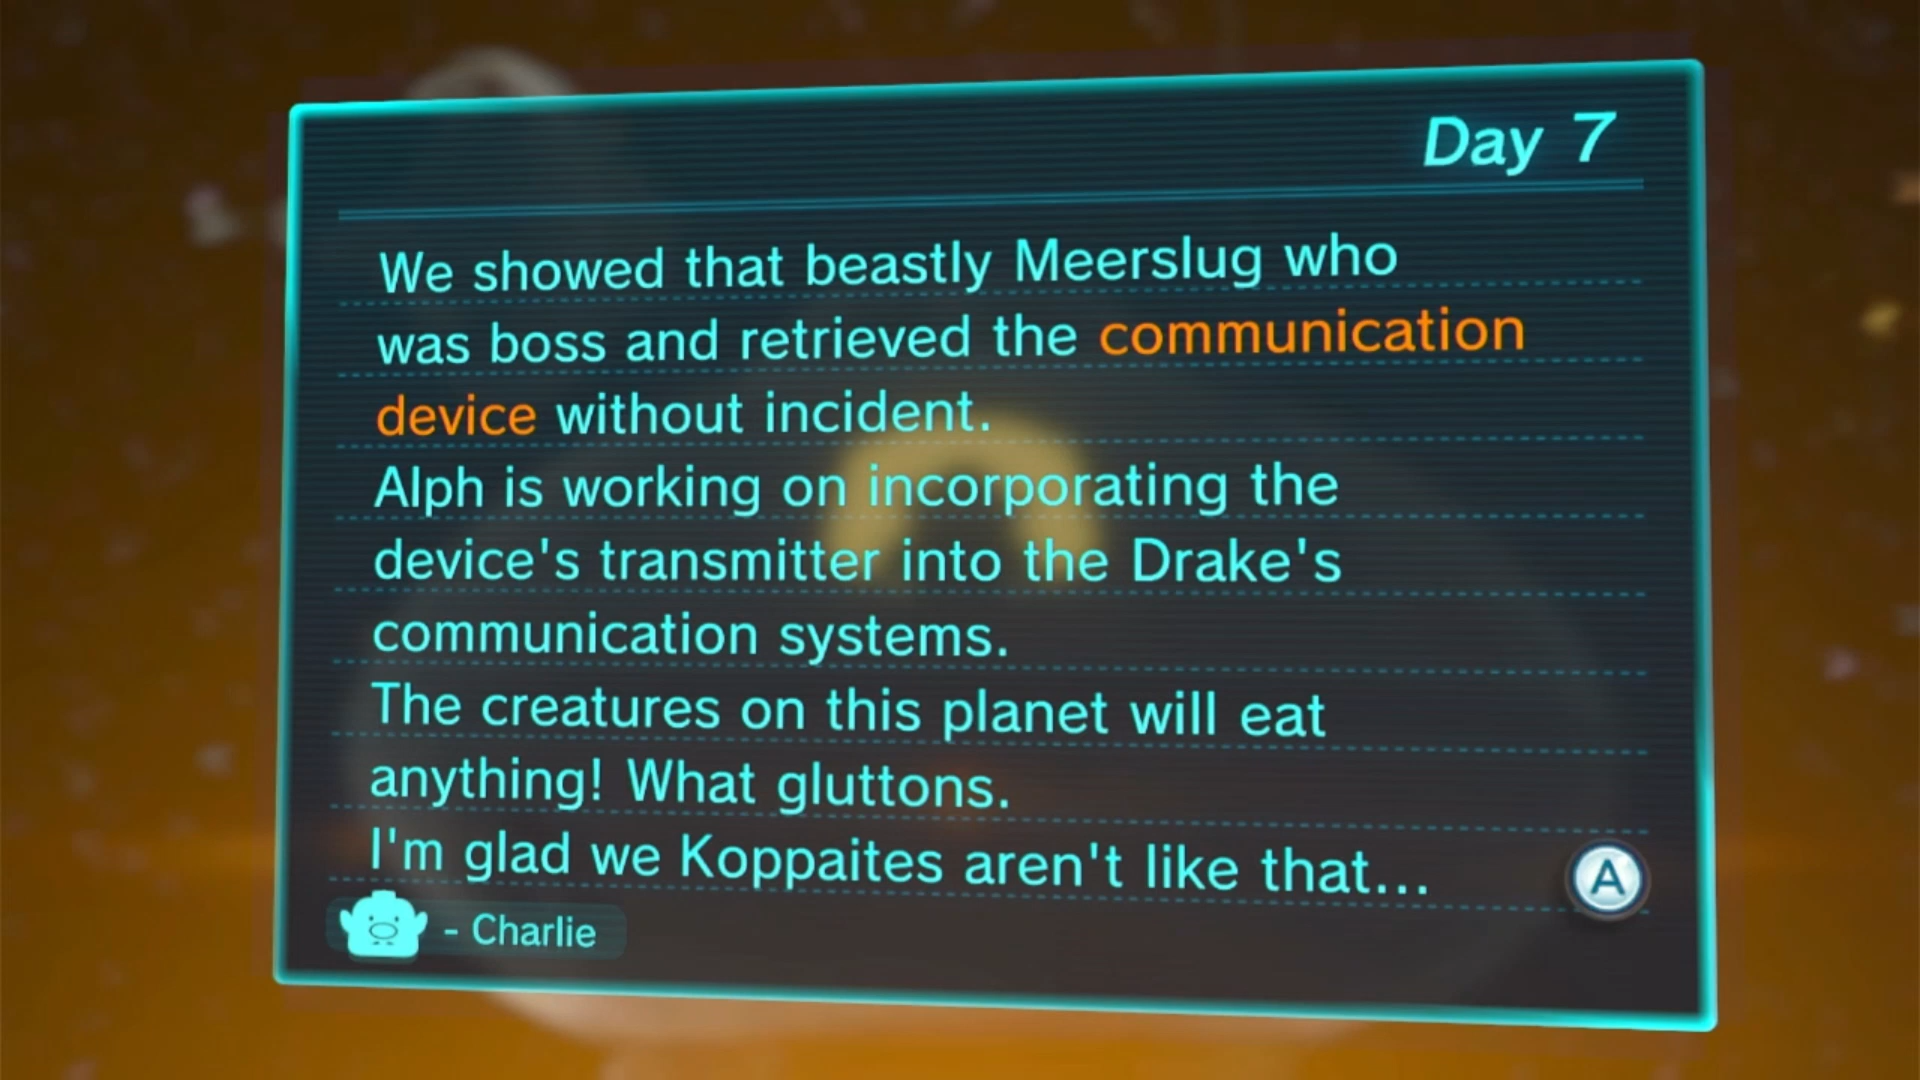 Day 7
We showed that beastly Meerslug who
was boss and retrieved the communication
device without incident.
Alph is working on incorporating the
device's transmitter into the Drake's
communication systems.
The creatures on this planet will eat
anything! What gluttons.
I'm glad we Koppaites aren't like that...
A
- Charlie